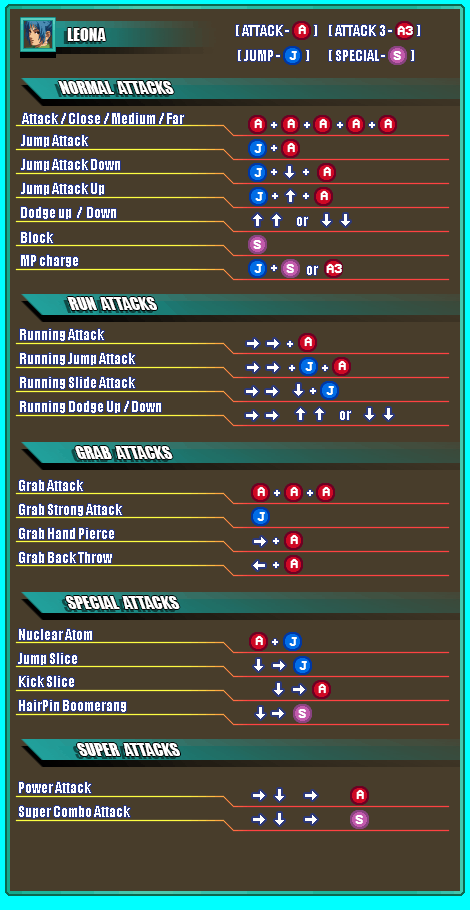 LEONA
[ ATTACK - A ] [ ATTACK 3 - A3 ]
[ JUMP - J ] [ SPECIAL - S ]
NORMAL ATTACKS
Attack / Close / Medium / Far A + A + A + A + A
Jump Attack J + A
Jump Attack Down J + ↓ + A
Jump Attack Up J + ↑ + A
Dodge up / Down ↑ ↑ or ↓ ↓
Block S
MP charge J + S or A3
RUN ATTACKS
Running Attack → → + A
Running Jump Attack → → + J + A
Running Slide Attack → → ↓ + J
Running Dodge Up / Down → → ↑ ↑ or ↓ ↓
GRAB ATTACKS
Grab Attack A + A + A
Grab Strong Attack J
Grab Hand Pierce → + A
Grab Back Throw ← + A
SPECIAL ATTACKS
Nuclear Atom A + J
Jump Slice ↓ → J
Kick Slice ↓ → A
HairPin Boomerang ↓ → S
SUPER ATTACKS
Power Attack → ↓ → A
Super Combo Attack → ↓ → S